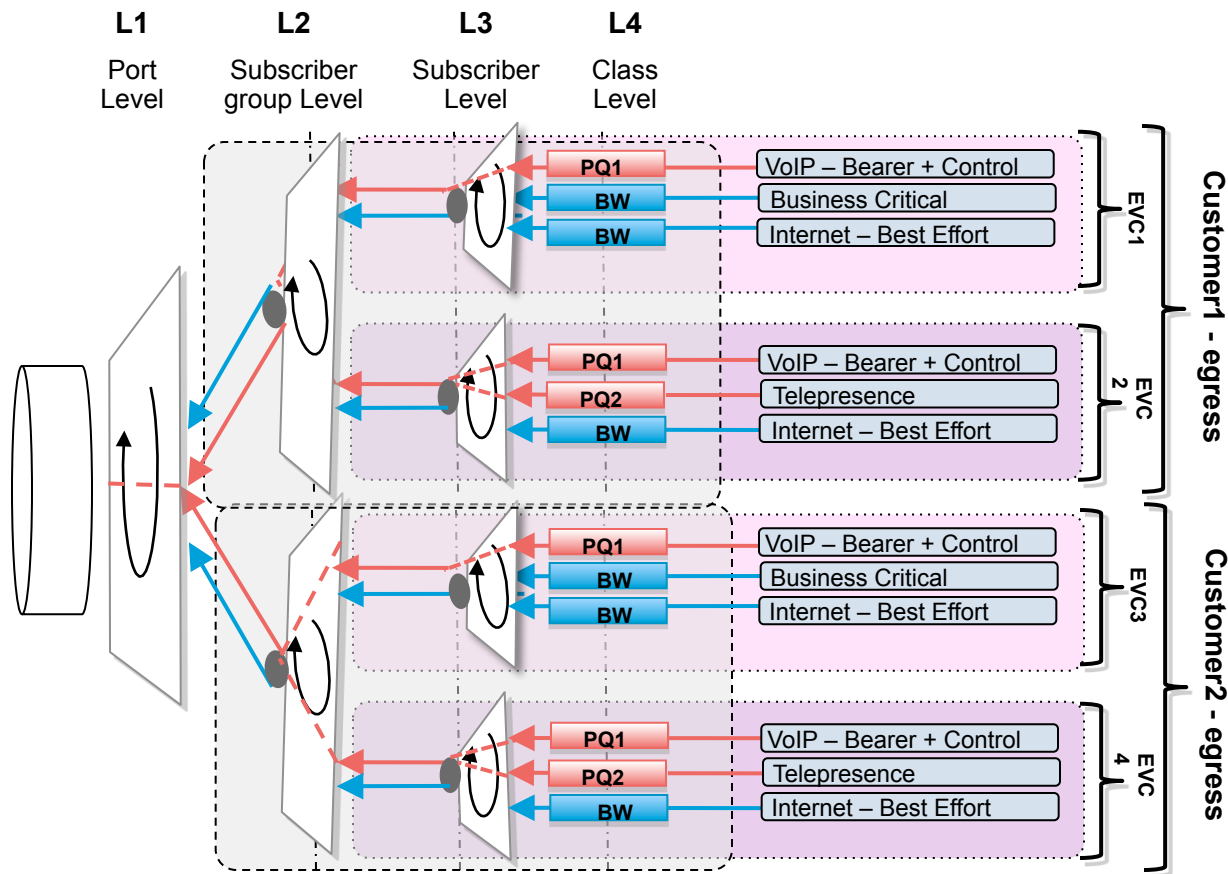 L1
L2
L3
L4
Port
Level
Subscriber
group Level
Subscriber
Level
Class
Level
PQ1
VoIP – Bearer + Control
BW
Business Critical
BW
Internet – Best Effort
EVC1
PQ1
VoIP – Bearer + Control
PQ2
Telepresence
BW
Internet – Best Effort
EVC
2
Customer1 - egress
PQ1
VoIP – Bearer + Control
BW
Business Critical
BW
Internet – Best Effort
EVC3
PQ1
VoIP – Bearer + Control
PQ2
Telepresence
BW
Internet – Best Effort
EVC
4
Customer2 - egress